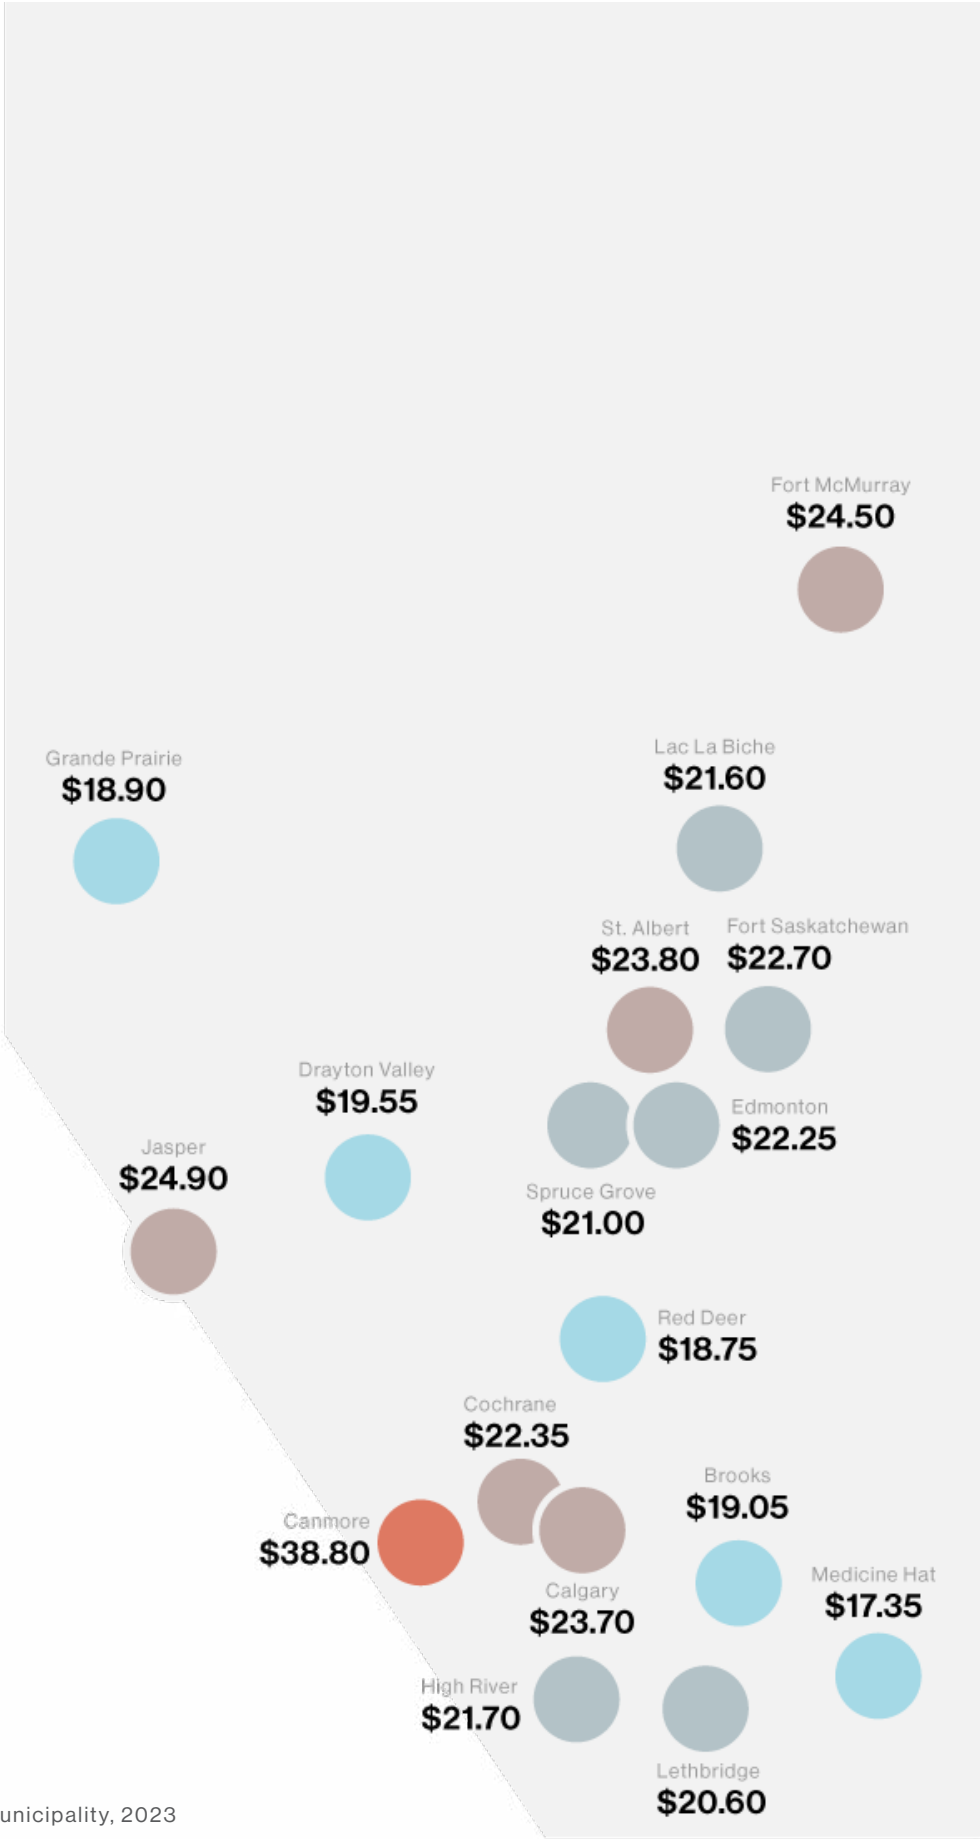 Fort McMurray
$24.50
Grande Prairie
$18.90
Lac La Biche
$21.60
St. Albert
$23.80
Fort Saskatchewan
$22.70
Drayton Valley
$19.55
Edmonton
$22.25
Jasper
$24.90
Spruce Grove
$21.00
Red Deer
$18.75
Cochrane
$22.35
Brooks
$19.05
Canmore
$38.80
Medicine Hat
$17.35
Calgary
$23.70
High River
$21.70
Lethbridge
$20.60
unicipality, 2023